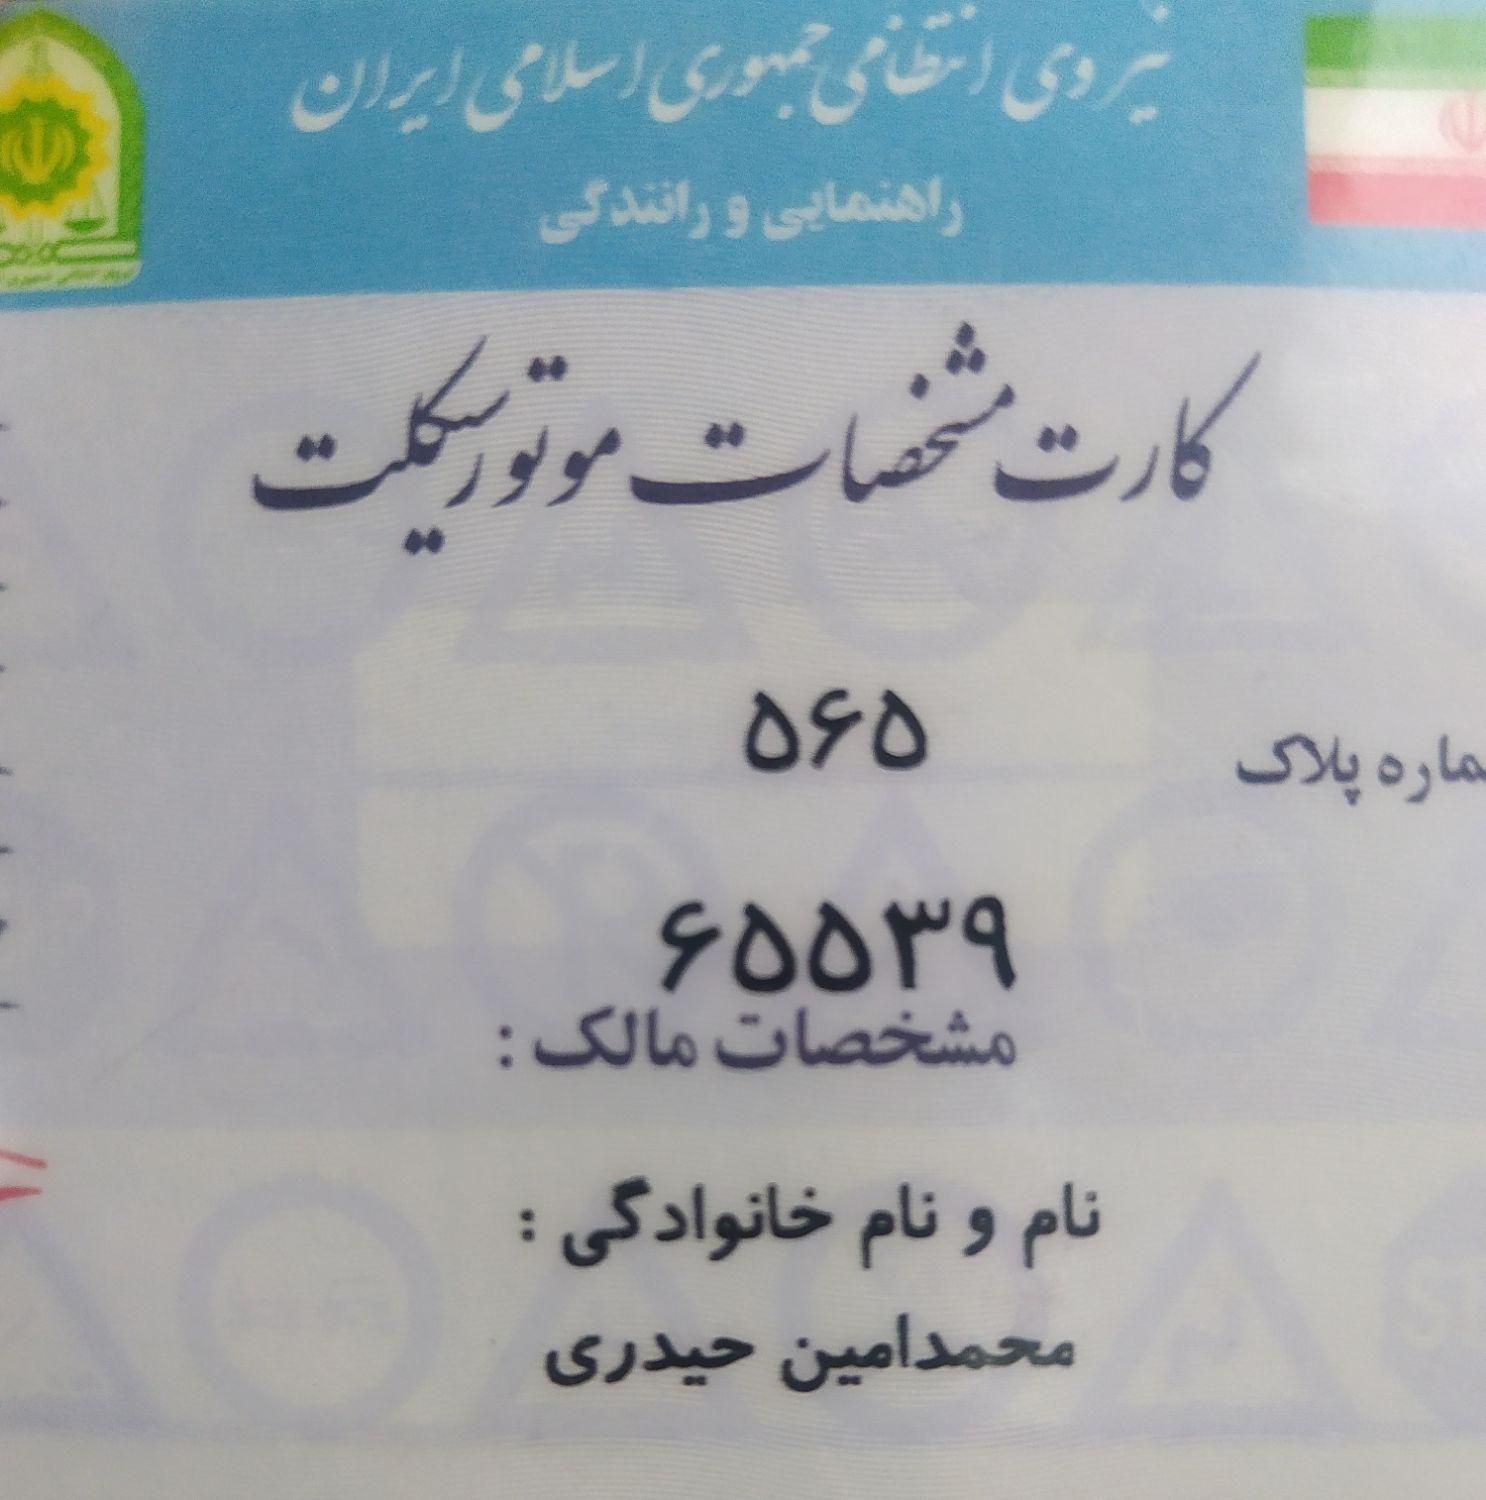 نیروی انتظامی جمهوری اسلامی ایران
راهنمایی و رانندگی
کارت مشخصات موتورسیکلت
۵۶۵
ماره پلاک
۶۵۵۳۹
مشخصات مالک :
نام و نام خانوادگی :
محمدامین حیدری